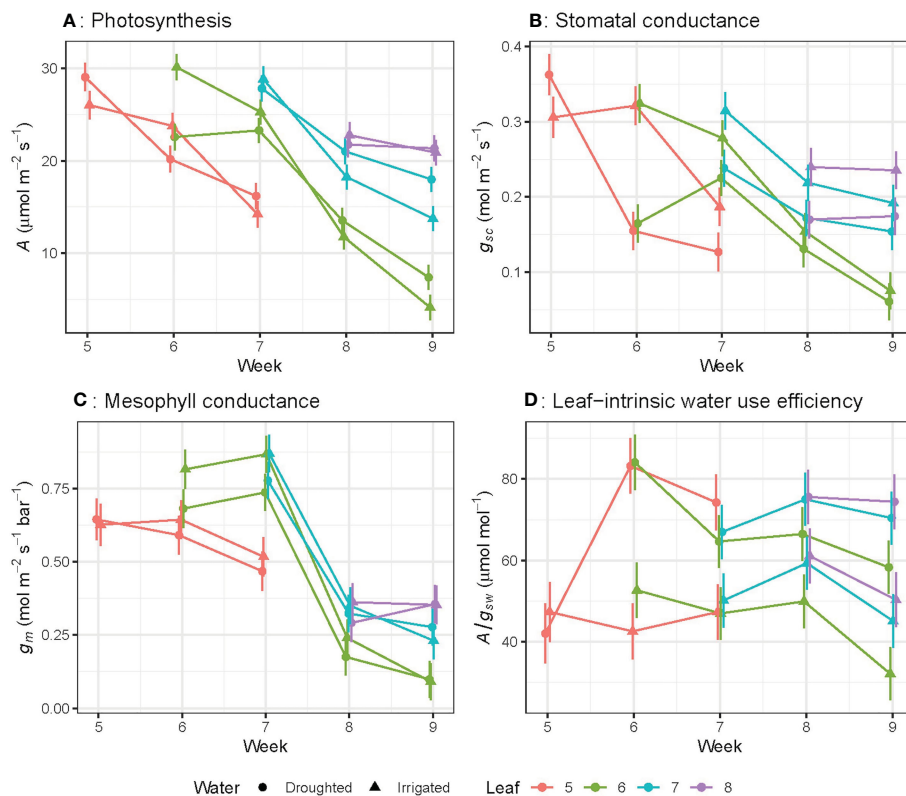 A: Photosynthesis
30
20
10
A (μmol m⁻² s⁻¹)
5 6 7 8 9
Week
B: Stomatal conductance
0.4
0.3
0.2
0.1
gsc (mol m⁻² s⁻¹)
5 6 7 8 9
Week
C: Mesophyll conductance
0.75
0.50
0.25
0.00
gm (mol m⁻² s⁻¹ bar⁻¹)
5 6 7 8 9
Week
D: Leaf−intrinsic water use efficiency
80
60
40
A/gsw (μmol mol⁻¹)
5 6 7 8 9
Week
Water Droughted Irrigated Leaf 5 6 7 8